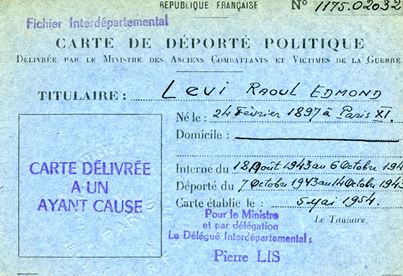 RÉPUBLIQUE FRANÇAISE
N° 1175.02032
Fichier Interdépartemental
CARTE DE DÉPORTÉ POLITIQUE
DÉLIVRÉE PAR LE MINISTRE DES ANCIENS COMBATTANTS ET VICTIMES DE LA GUERRE
TITULAIRE : Levi Raoul Edmond
Né le : 24 Février 1897 à Paris XI.
Domicile :
Interné du 18 Août 1943 au 6 Octobre 194
Déporté du 7 Octobre 1943 au 14 Octobre 1943
Carte établie le : 5 mai 1954.
CARTE DÉLIVRÉE
A UN
AYANT CAUSE
Le Titulaire,
Pour le Ministre
et par délégation
Le Délégué Interdépartemental :
Pierre LIS